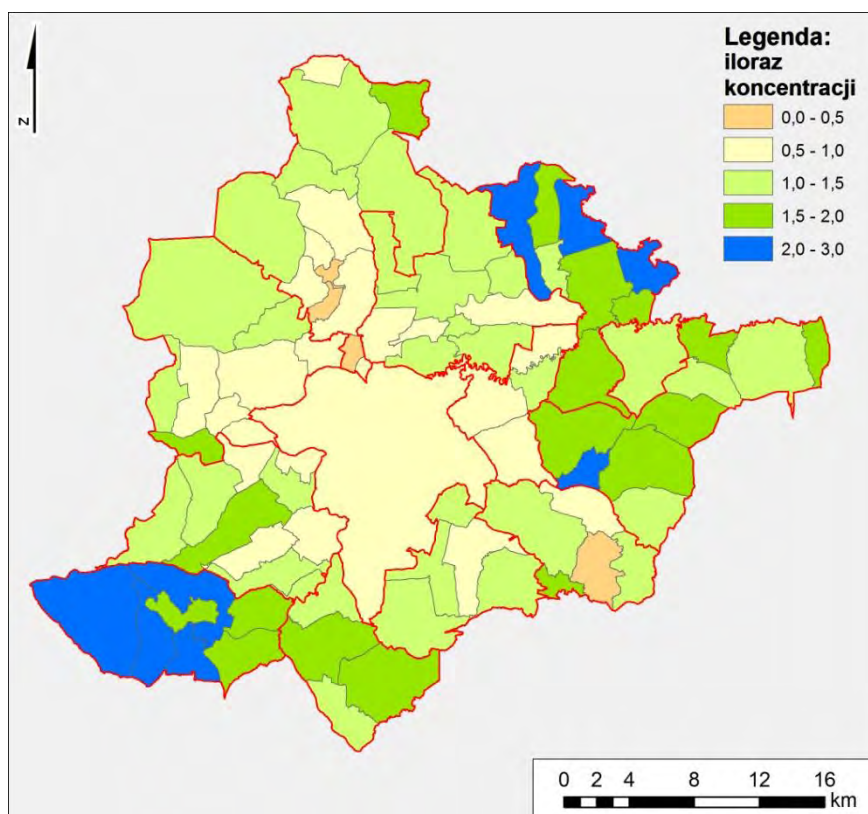 Legenda:
iloraz
koncentracji
0,0 - 0,5
0,5 - 1,0
1,0 - 1,5
1,5 - 2,0
2,0 - 3,0
N
0 2 4 8 12 16
km